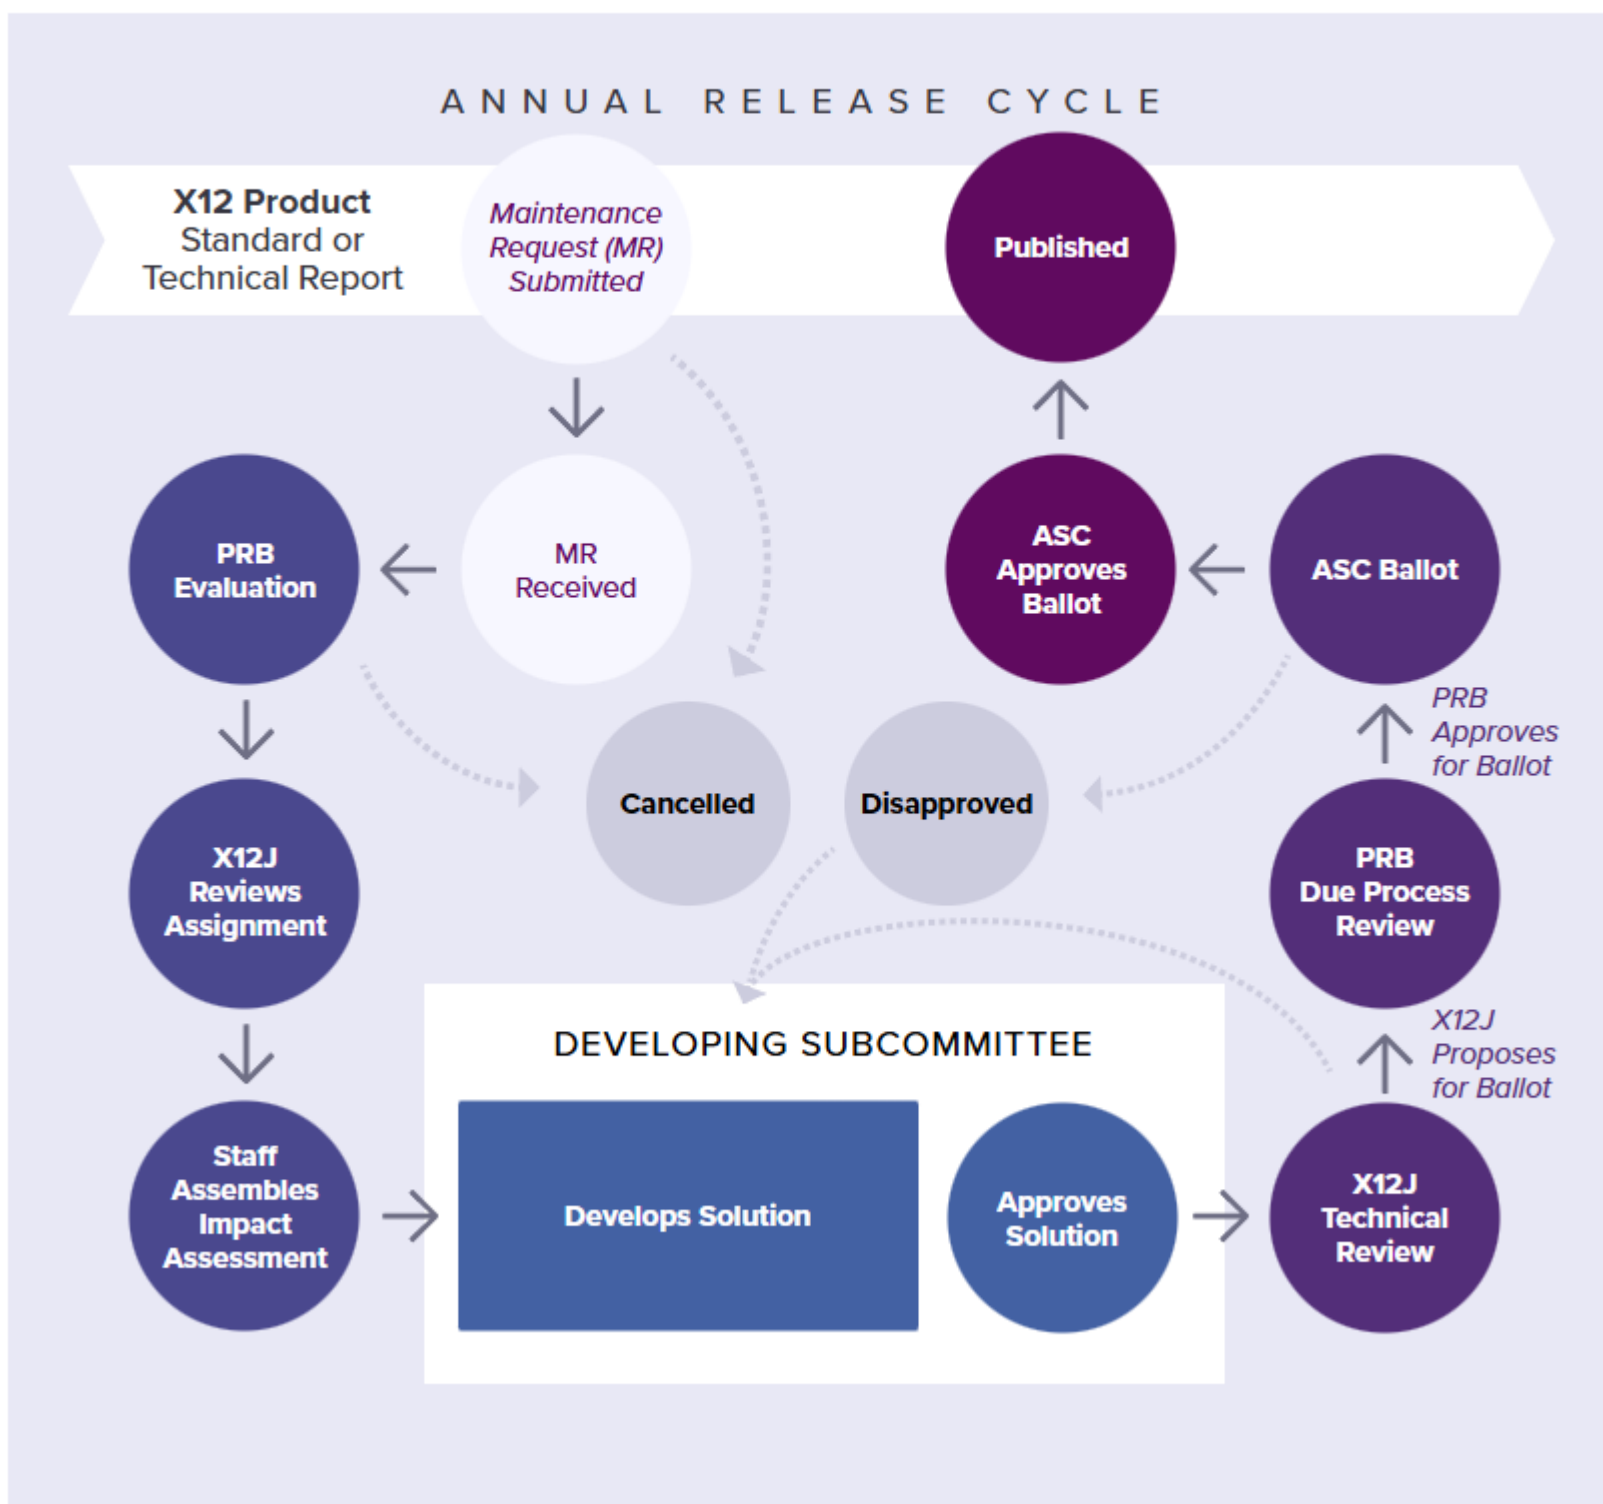 ANNUAL RELEASE CYCLE
X12 Product
Standard or
Technical Report
Maintenance
Request (MR)
Submitted
Published
PRB
Evaluation
MR
Received
ASC
Approves
Ballot
ASC Ballot
PRB
Approves
for Ballot
Cancelled
Disapproved
X12J
Reviews
Assignment
PRB
Due Process
Review
X12J
Proposes
for Ballot
DEVELOPING SUBCOMMITTEE
Staff
Assembles
Impact
Assessment
Develops Solution
Approves
Solution
X12J
Technical
Review